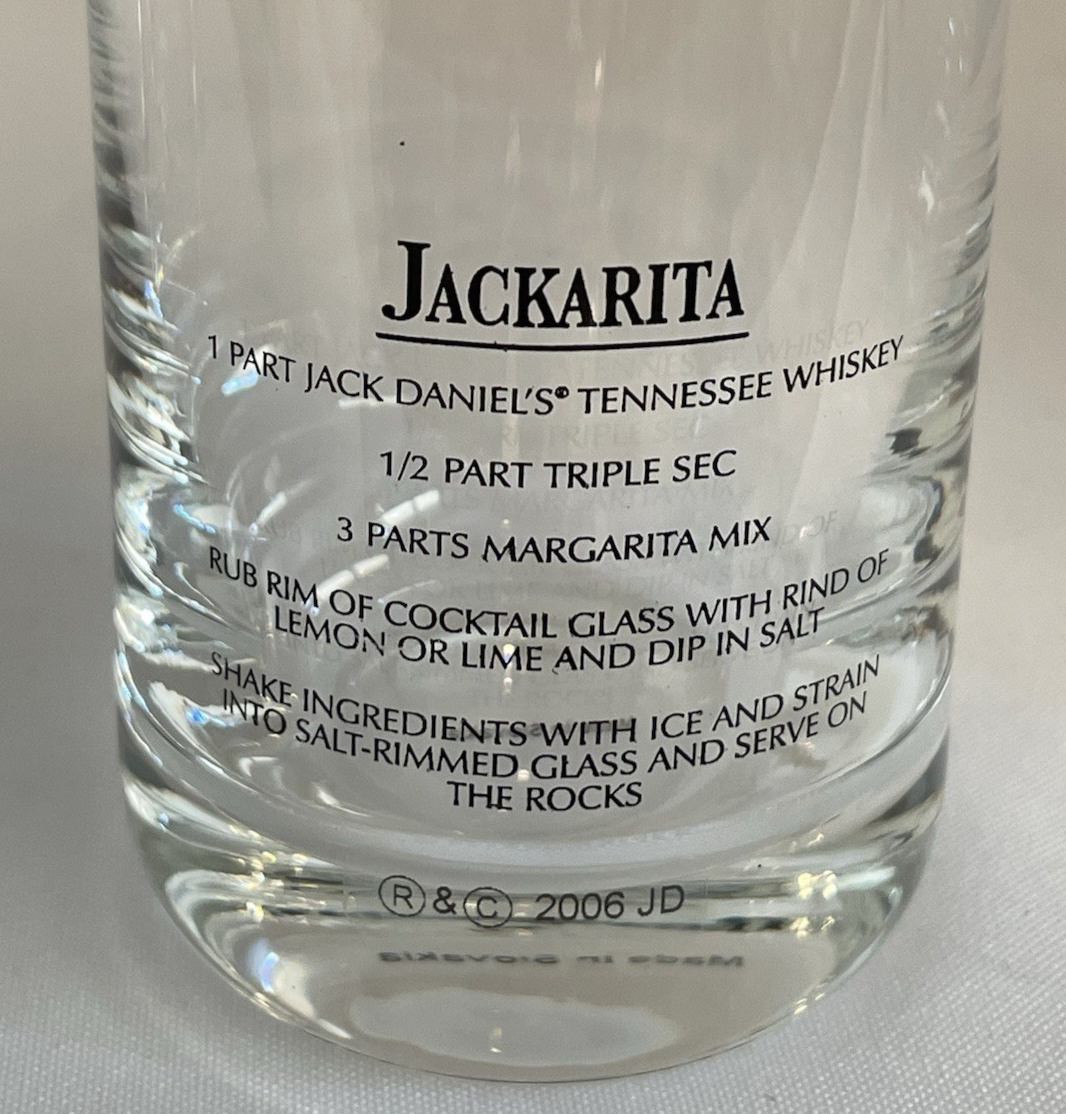 JACKARITA
1 PART JACK DANIEL'S® TENNESSEE WHISKEY
1/2 PART TRIPLE SEC
3 PARTS MARGARITA MIX
RUB RIM OF COCKTAIL GLASS WITH RIND OF
LEMON OR LIME AND DIP IN SALT
SHAKE INGREDIENTS WITH ICE AND STRAIN
INTO SALT-RIMMED GLASS AND SERVE ON
THE ROCKS
® & © 2006 JD
Made in Slovakia